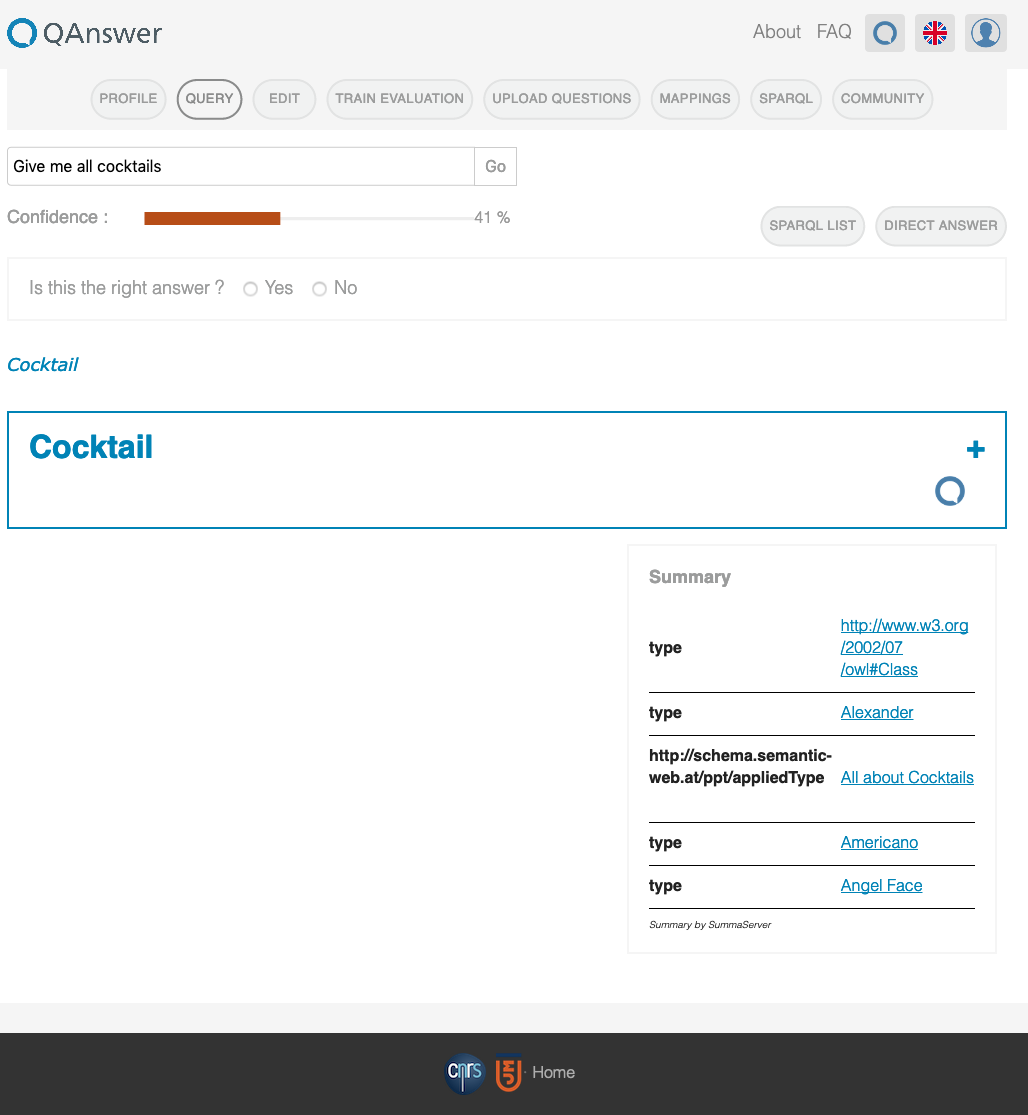 QAnswer
About FAQ
PROFILE QUERY EDIT TRAIN EVALUATION UPLOAD QUESTIONS MAPPINGS SPARQL COMMUNITY
Give me all cocktails Go
Confidence : 41 %
SPARQL LIST DIRECT ANSWER
Is this the right answer ? Yes No
Cocktail
Cocktail +
Summary
type http://www.w3.org
/2002/07
/owl#Class
type Alexander
http://schema.semantic-
web.at/ppt/appliedType All about Cocktails
type Americano
type Angel Face
Summary by SummaServer
cnrs UJM Home